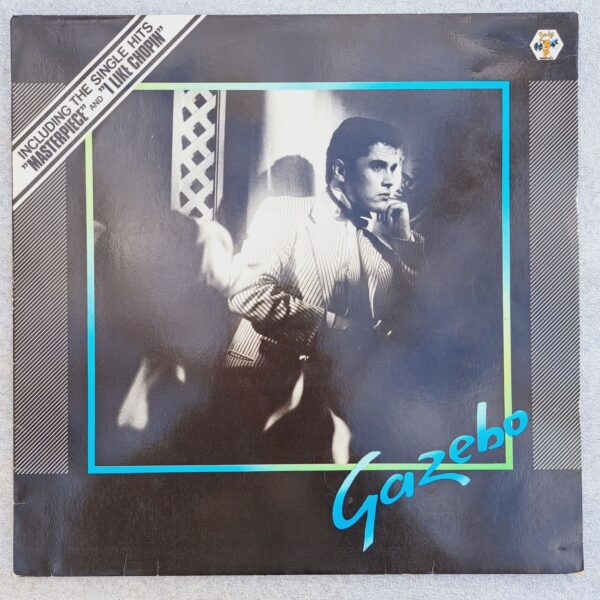 INCLUDING THE SINGLE HITS
"MASTERPIECE" AND "I LIKE CHOPIN"
Gazebo